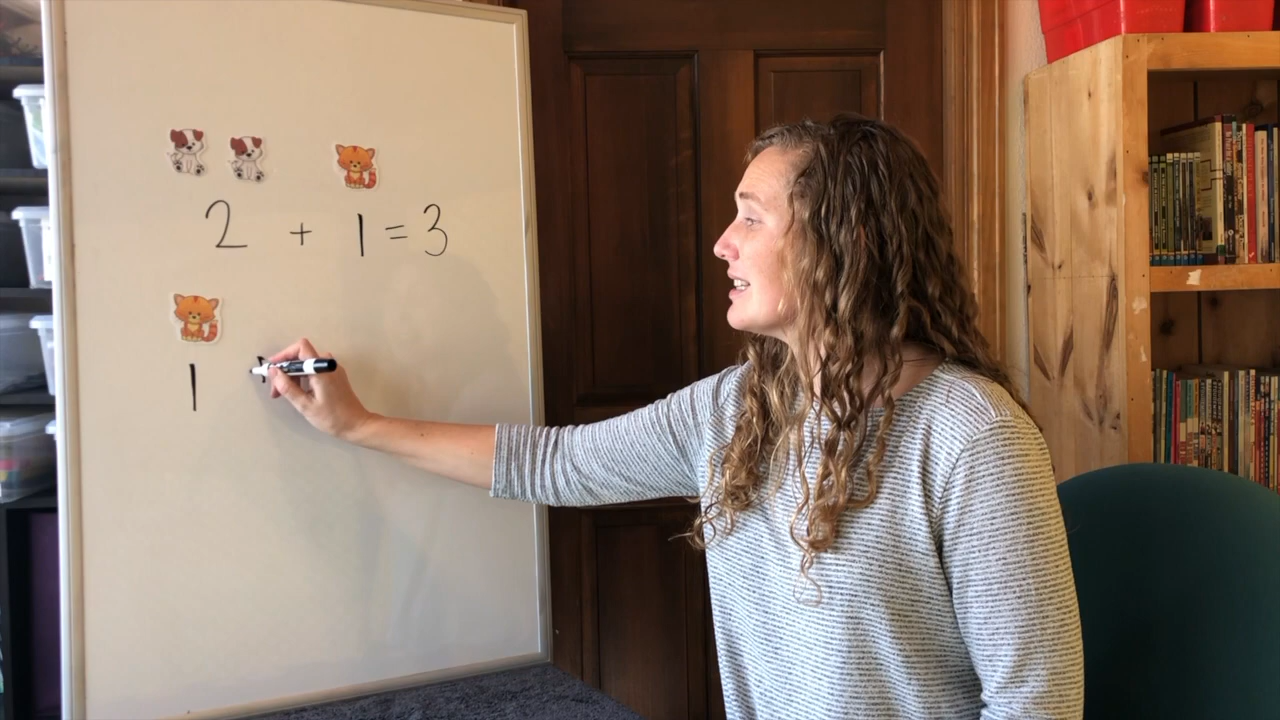 2 + 1 = 3
1